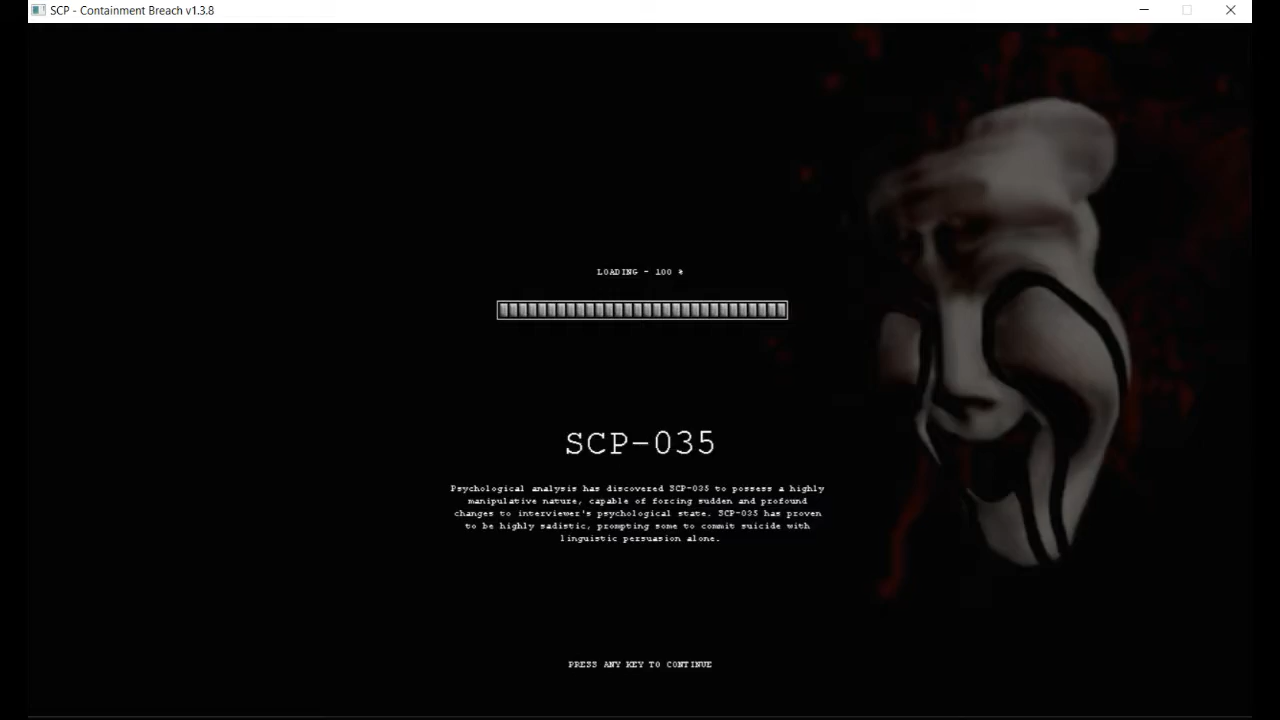 SCP - Containment Breach v1.3.8
LOADING - 100 %
SCP-035
Psychological analysis has discovered SCP-035 to possess a highly
manipulative nature, capable of forcing sudden and profound
changes to interviewer's psychological state. SCP-035 has proven
to be highly sadistic, prompting some to commit suicide with
linguistic persuasion alone.
PRESS ANY KEY TO CONTINUE